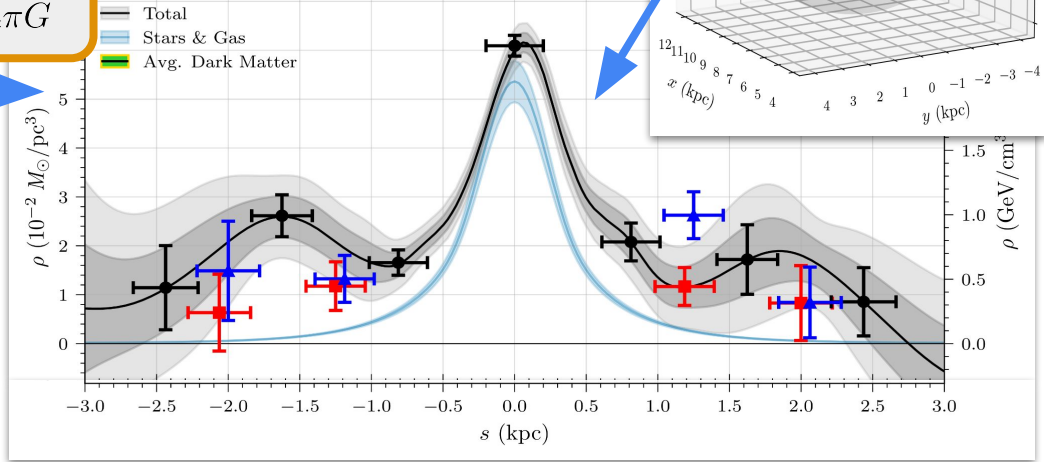 πG
Total
Stars & Gas
Avg. Dark Matter
ρ (10⁻² M⊙/pc³)
5
4
3
2
1
0
−3.0 −2.5 −2.0 −1.5 −1.0 −0.5 0.0 0.5 1.0 1.5 2.0 2.5 3.0
s (kpc)
1.5
1.0
0.5
0.0
ρ (GeV/cm³
12 11 10 9 8 7 6 5 4
x (kpc)
4 3 2 1 0 −1 −2 −3 −4
y (kpc)